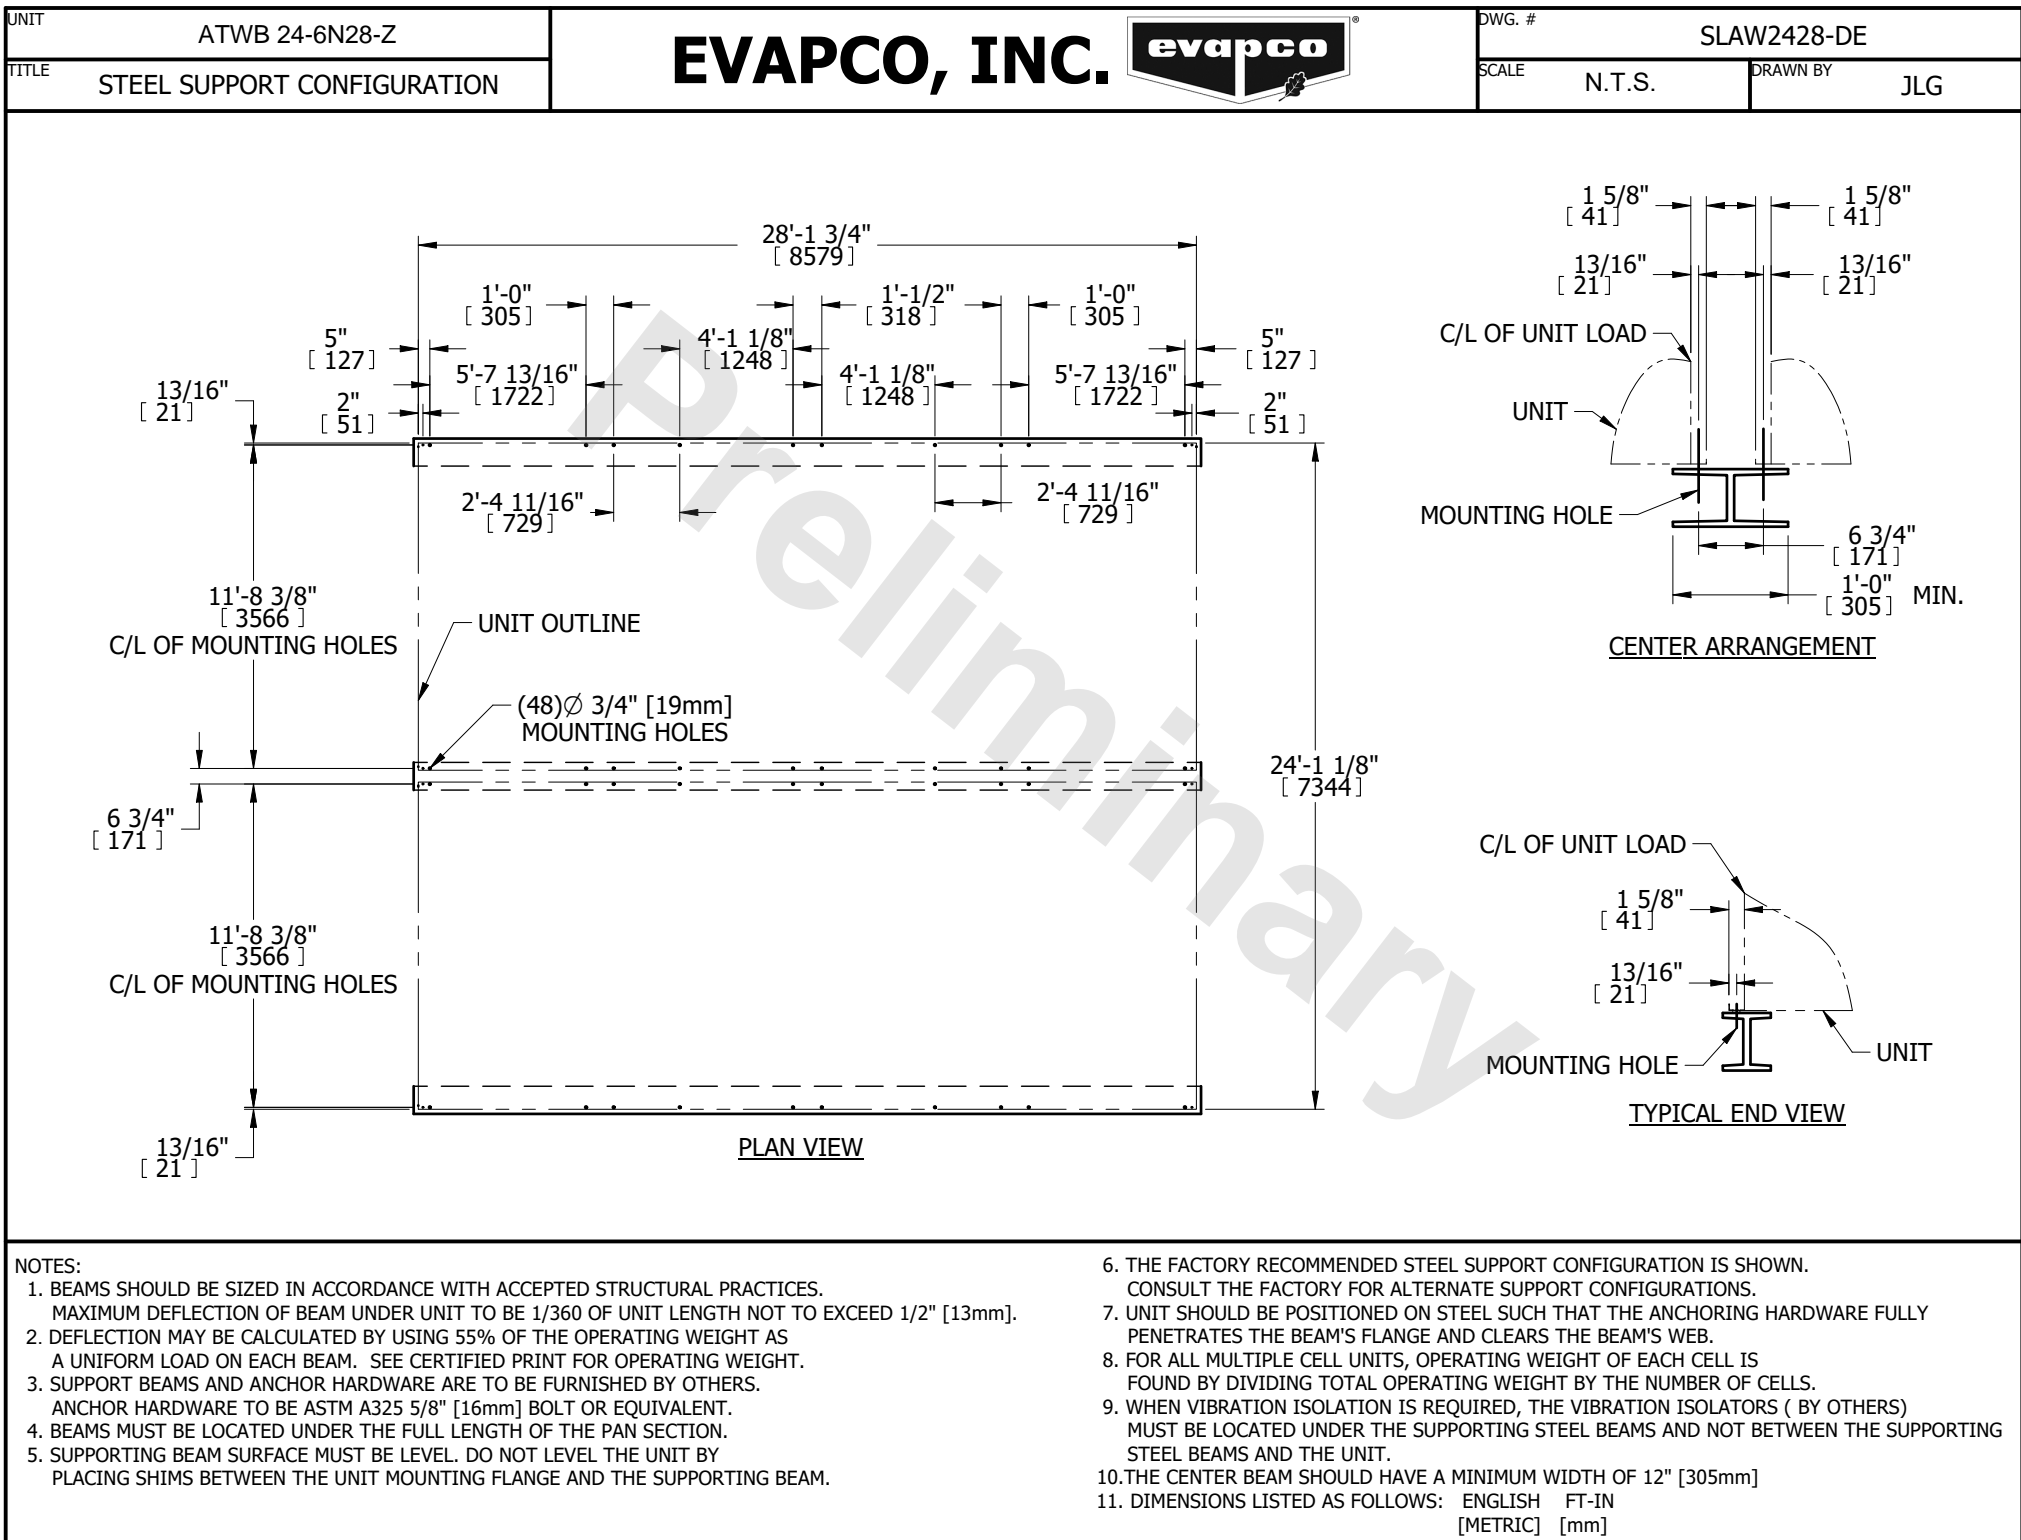 UNIT
ATWB 24-6N28-Z
TITLE
STEEL SUPPORT CONFIGURATION
EVAPCO, INC.
evapco
®
DWG. #
SLAW2428-DE
SCALE
N.T.S.
DRAWN BY
JLG
28'-1 3/4"
[ 8579 ]
1'-0"
[ 305 ]
1'-1/2"
[ 318 ]
1'-0"
[ 305 ]
5"
[ 127 ]
4'-1 1/8"
[ 1248 ]
5"
[ 127 ]
5'-7 13/16"
[ 1722 ]
4'-1 1/8"
[ 1248 ]
5'-7 13/16"
[ 1722 ]
13/16"
[ 21 ]
2"
[ 51 ]
2"
[ 51 ]
2'-4 11/16"
[ 729 ]
2'-4 11/16"
[ 729 ]
11'-8 3/8"
[ 3566 ]
C/L OF MOUNTING HOLES
UNIT OUTLINE
(48)Ø 3/4" [19mm]
MOUNTING HOLES
6 3/4"
[ 171 ]
24'-1 1/8"
[ 7344 ]
11'-8 3/8"
[ 3566 ]
C/L OF MOUNTING HOLES
13/16"
[ 21 ]
PLAN VIEW
Preliminary
1 5/8"
[ 41 ]
1 5/8"
[ 41 ]
13/16"
[ 21 ]
13/16"
[ 21 ]
C/L OF UNIT LOAD
UNIT
MOUNTING HOLE
6 3/4"
[ 171 ]
1'-0"
[ 305 ] MIN.
CENTER ARRANGEMENT
C/L OF UNIT LOAD
1 5/8"
[ 41 ]
13/16"
[ 21 ]
MOUNTING HOLE
UNIT
TYPICAL END VIEW
NOTES:
1. BEAMS SHOULD BE SIZED IN ACCORDANCE WITH ACCEPTED STRUCTURAL PRACTICES.
MAXIMUM DEFLECTION OF BEAM UNDER UNIT TO BE 1/360 OF UNIT LENGTH NOT TO EXCEED 1/2" [13mm].
2. DEFLECTION MAY BE CALCULATED BY USING 55% OF THE OPERATING WEIGHT AS
A UNIFORM LOAD ON EACH BEAM. SEE CERTIFIED PRINT FOR OPERATING WEIGHT.
3. SUPPORT BEAMS AND ANCHOR HARDWARE ARE TO BE FURNISHED BY OTHERS.
ANCHOR HARDWARE TO BE ASTM A325 5/8" [16mm] BOLT OR EQUIVALENT.
4. BEAMS MUST BE LOCATED UNDER THE FULL LENGTH OF THE PAN SECTION.
5. SUPPORTING BEAM SURFACE MUST BE LEVEL. DO NOT LEVEL THE UNIT BY
PLACING SHIMS BETWEEN THE UNIT MOUNTING FLANGE AND THE SUPPORTING BEAM.
6. THE FACTORY RECOMMENDED STEEL SUPPORT CONFIGURATION IS SHOWN.
CONSULT THE FACTORY FOR ALTERNATE SUPPORT CONFIGURATIONS.
7. UNIT SHOULD BE POSITIONED ON STEEL SUCH THAT THE ANCHORING HARDWARE FULLY
PENETRATES THE BEAM'S FLANGE AND CLEARS THE BEAM'S WEB.
8. FOR ALL MULTIPLE CELL UNITS, OPERATING WEIGHT OF EACH CELL IS
FOUND BY DIVIDING TOTAL OPERATING WEIGHT BY THE NUMBER OF CELLS.
9. WHEN VIBRATION ISOLATION IS REQUIRED, THE VIBRATION ISOLATORS ( BY OTHERS)
MUST BE LOCATED UNDER THE SUPPORTING STEEL BEAMS AND NOT BETWEEN THE SUPPORTING
STEEL BEAMS AND THE UNIT.
10.THE CENTER BEAM SHOULD HAVE A MINIMUM WIDTH OF 12" [305mm]
11. DIMENSIONS LISTED AS FOLLOWS: ENGLISH FT-IN
[METRIC] [mm]